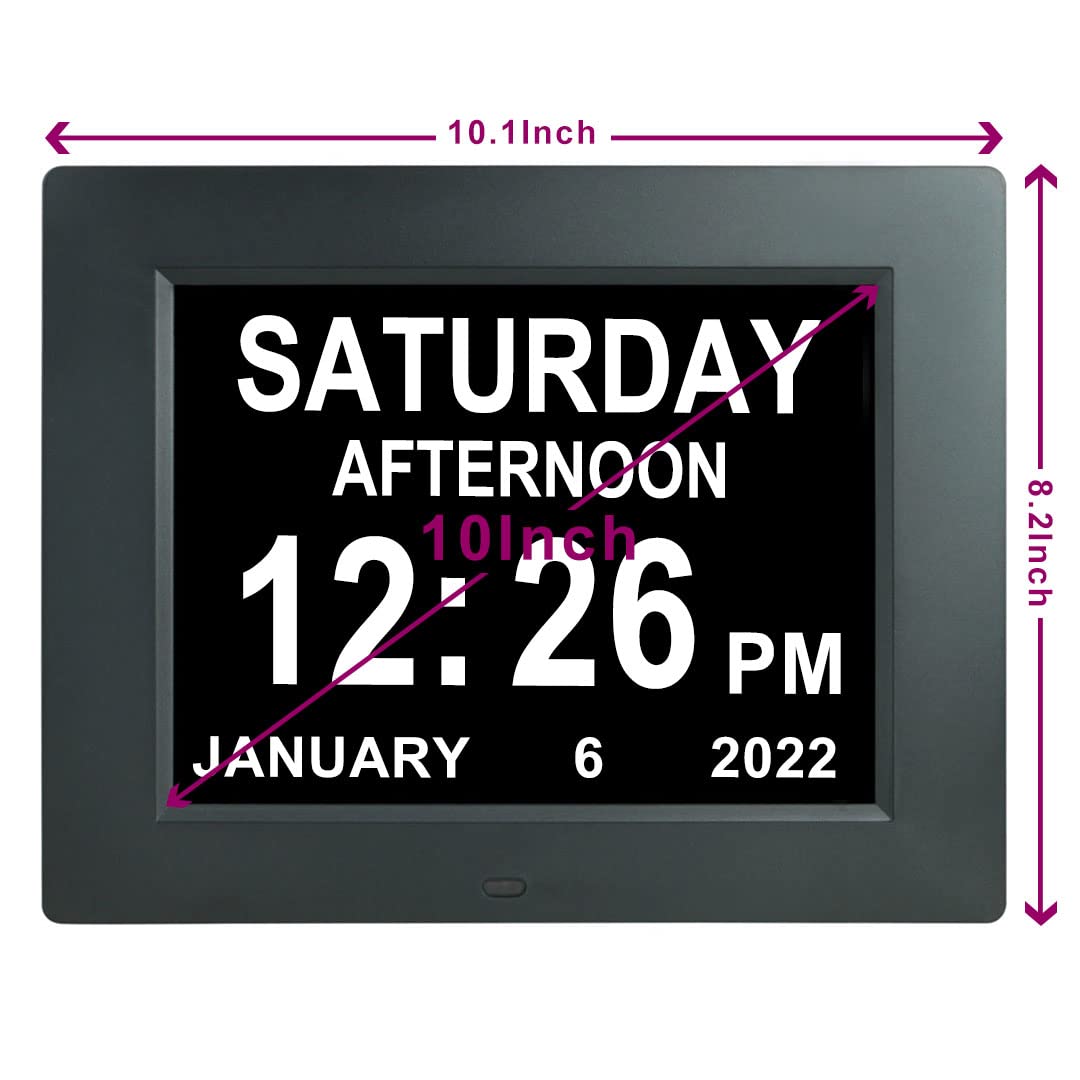 10.1Inch
SATURDAY
AFTERNOON
10Inch
12:26 PM
JANUARY 6 2022
8.2Inch